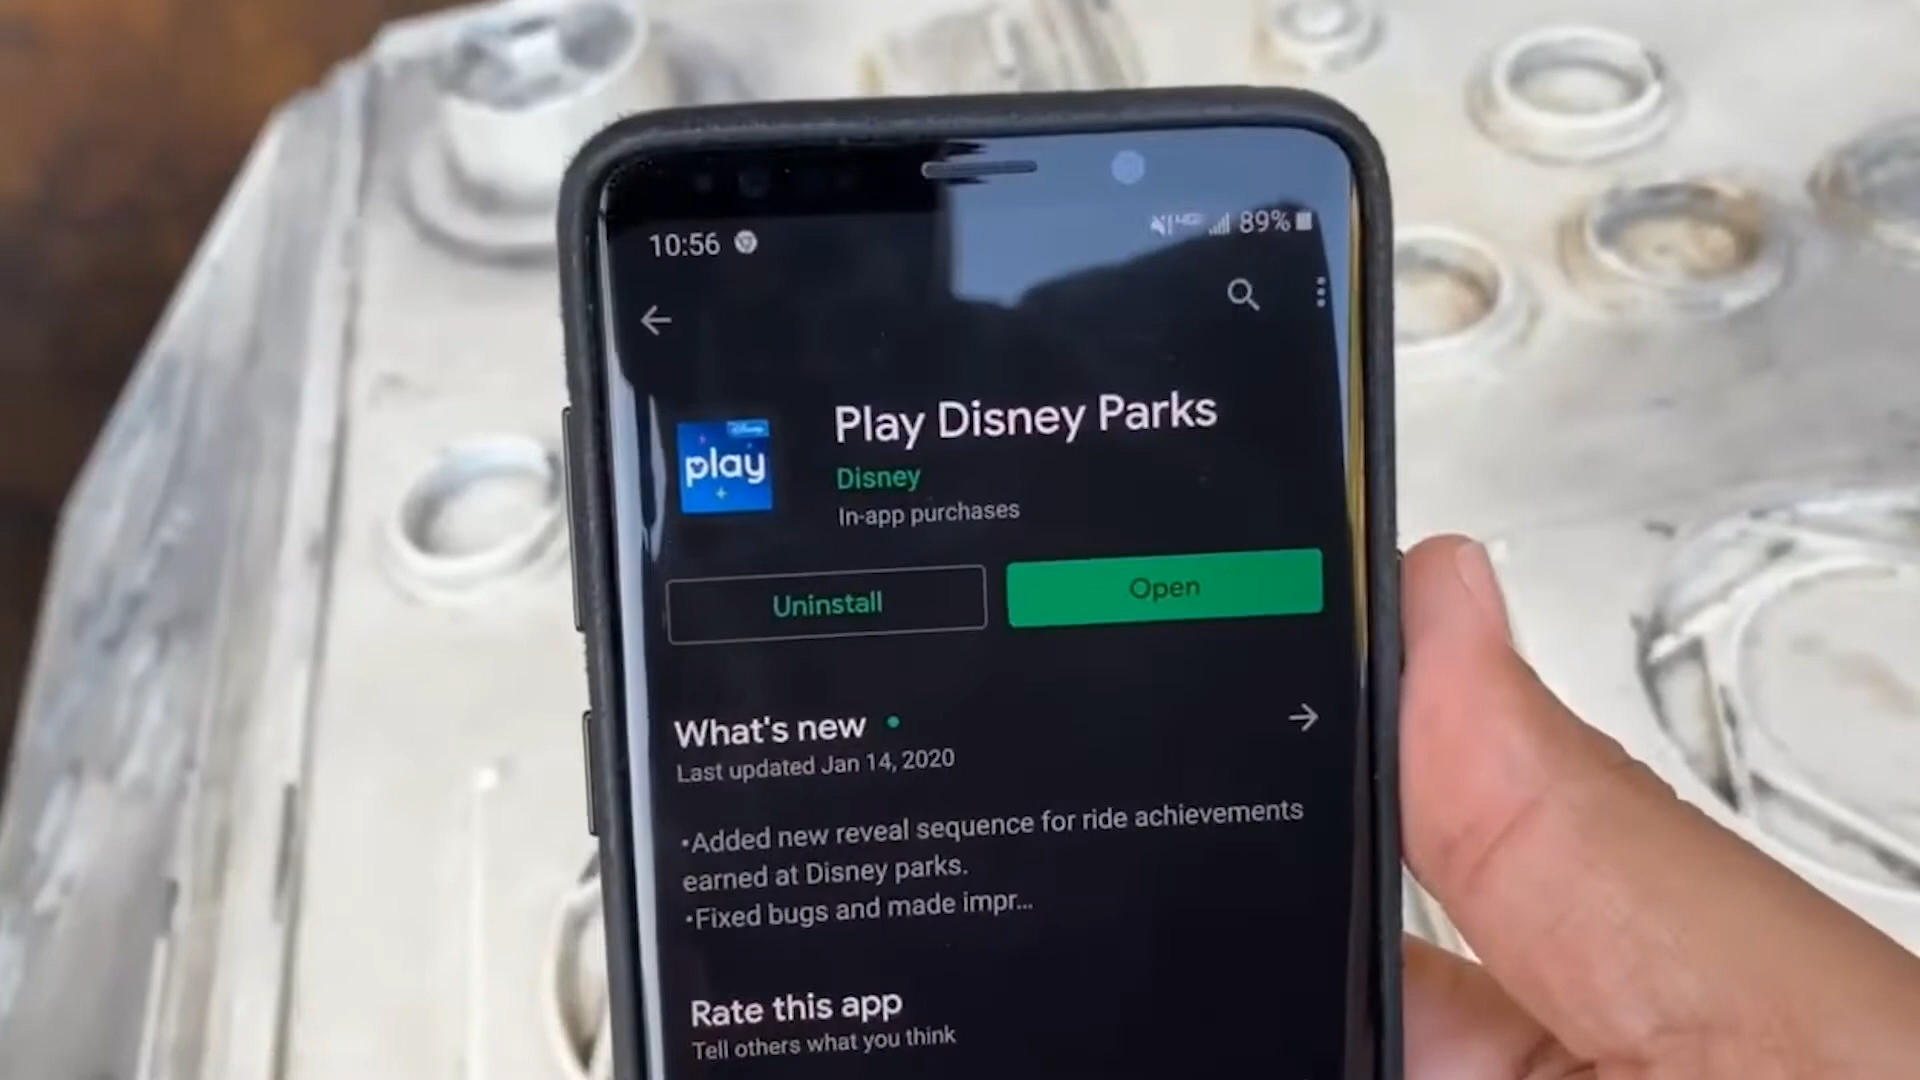 10:56
89%
Play Disney Parks
Disney
play
Disney
In-app purchases
Uninstall
Open
What's new
Last updated Jan 14, 2020
•Added new reveal sequence for ride achievements
earned at Disney parks.
•Fixed bugs and made impr...
Rate this app
Tell others what you think